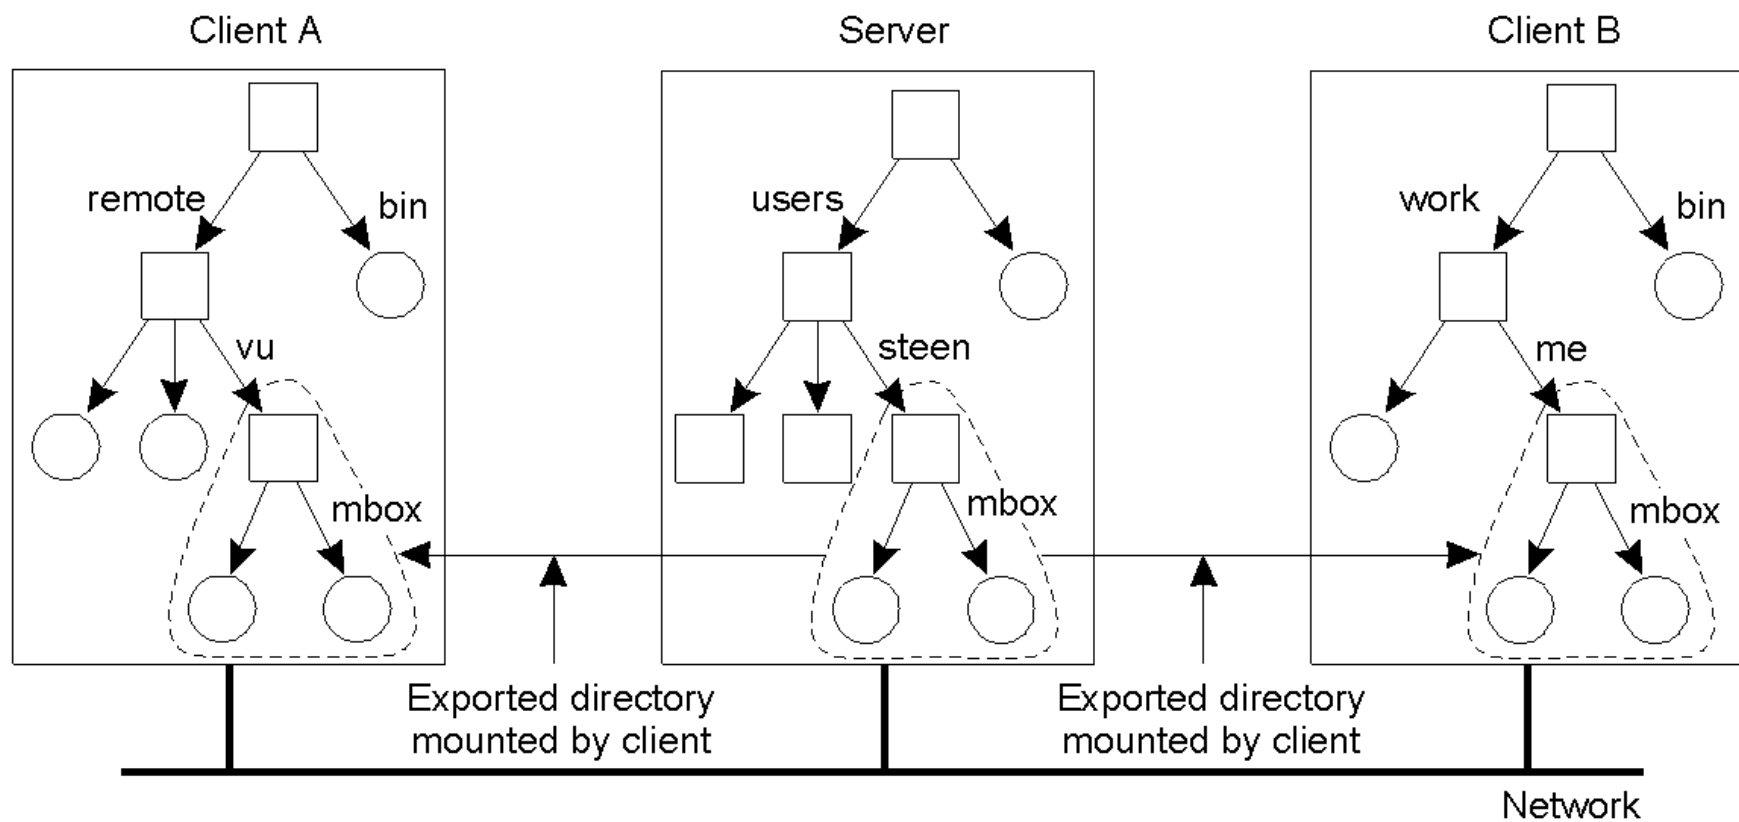 Client A
Server
Client B
remote
bin
users
work
bin
vu
steen
me
mbox
mbox
mbox
Exported directory
mounted by client
Exported directory
mounted by client
Network